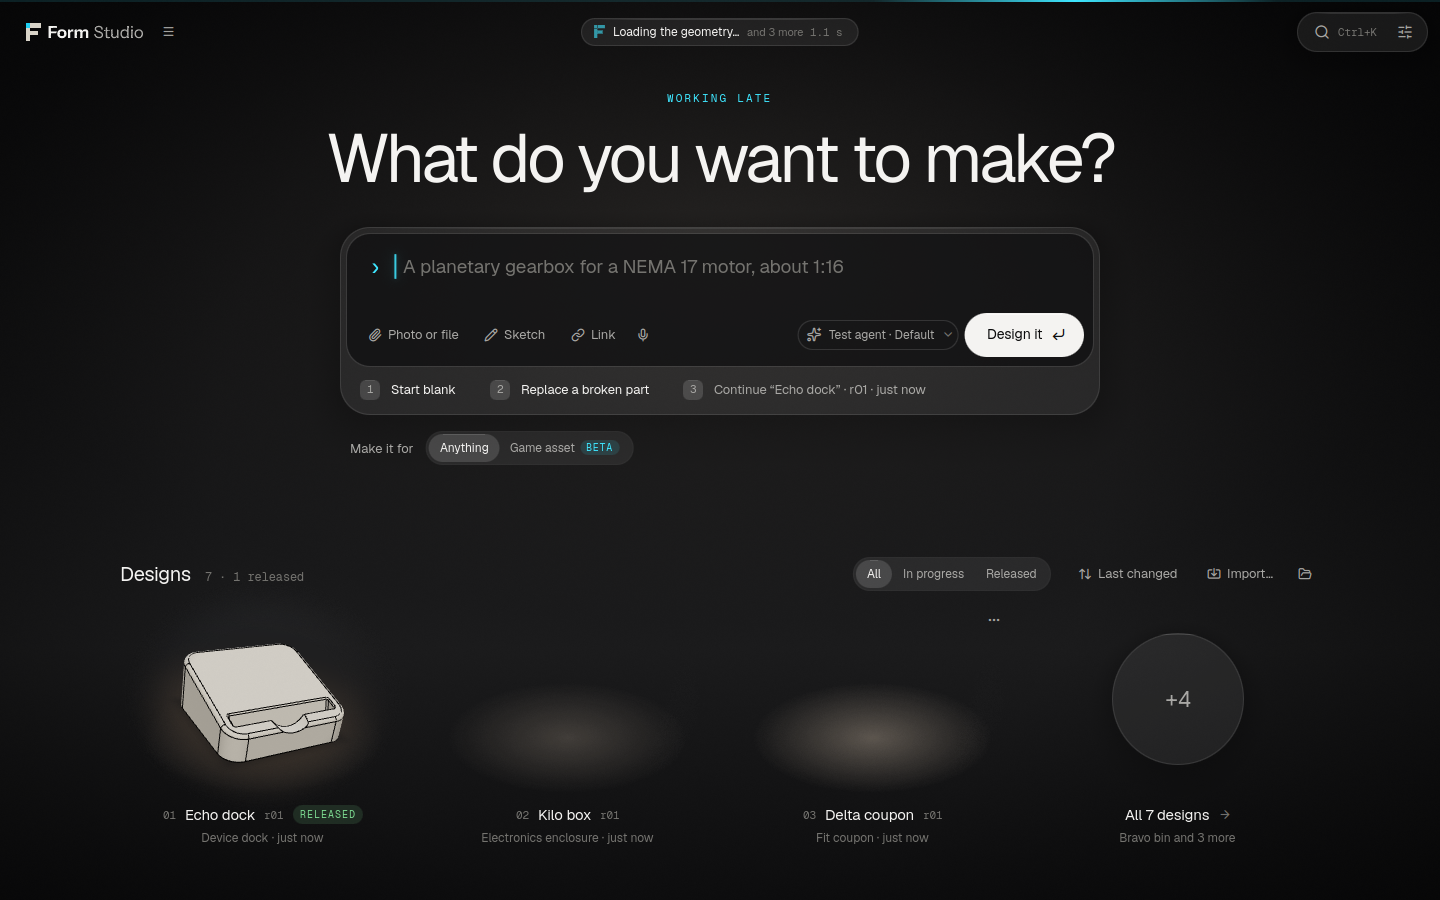 Form Studio
Loading the geometry... and 3 more 1.1 s
Ctrl+K
WORKING LATE
What do you want to make?
› A planetary gearbox for a NEMA 17 motor, about 1:16
Photo or file Sketch Link Test agent · Default Design it
1 Start blank 2 Replace a broken part 3 Continue “Echo dock” · r01 · just now
Make it for Anything Game asset BETA
Designs 7 · 1 released All In progress Released Last changed Import...
+4
01 Echo dock r01 RELEASED
Device dock · just now
02 Kilo box r01
Electronics enclosure · just now
03 Delta coupon r01
Fit coupon · just now
All 7 designs →
Bravo bin and 3 more